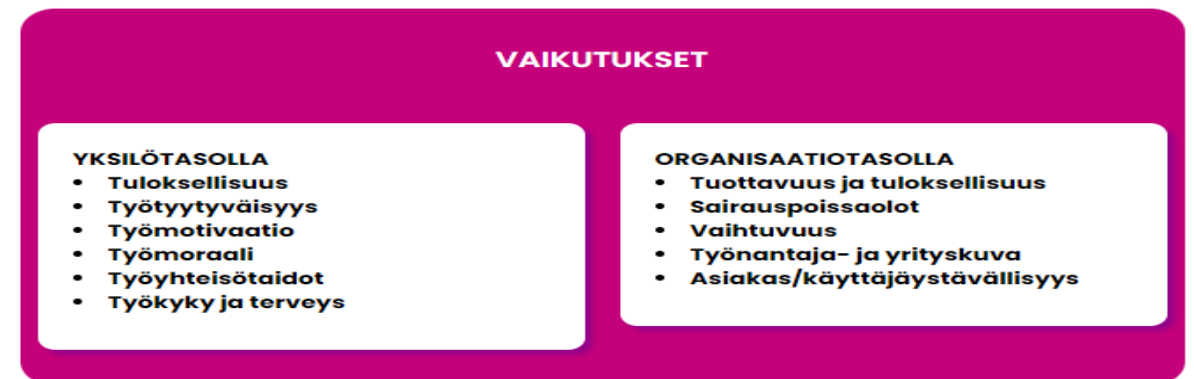 VAIKUTUKSET
YKSILÖTASOLLA
• Tuloksellisuus
• Työtyytyväisyys
• Työmotivaatio
• Työmoraali
• Työyhteisötaidot
• Työkyky ja terveys
ORGANISAATIOTASOLLA
• Tuottavuus ja tuloksellisuus
• Sairauspoissaolot
• Vaihtuvuus
• Työnantaja- ja yrityskuva
• Asiakas/käyttäjäystävällisyys